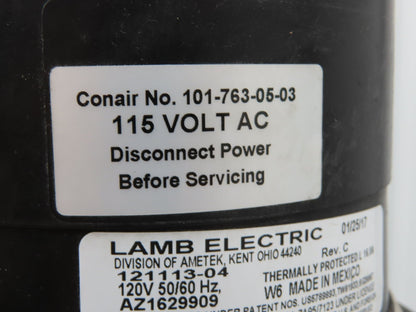 Conair No. 101-763-05-03
115 VOLT AC
Disconnect Power
Before Servicing
LAMB ELECTRIC 01/25/17
DIVISION OF AMETEK, KENT OHIO 44240 Rev. C
121113-04 THERMALLY PROTECTED L
120V 50/60 Hz, W6 MADE IN MEXICO
AZ1629909